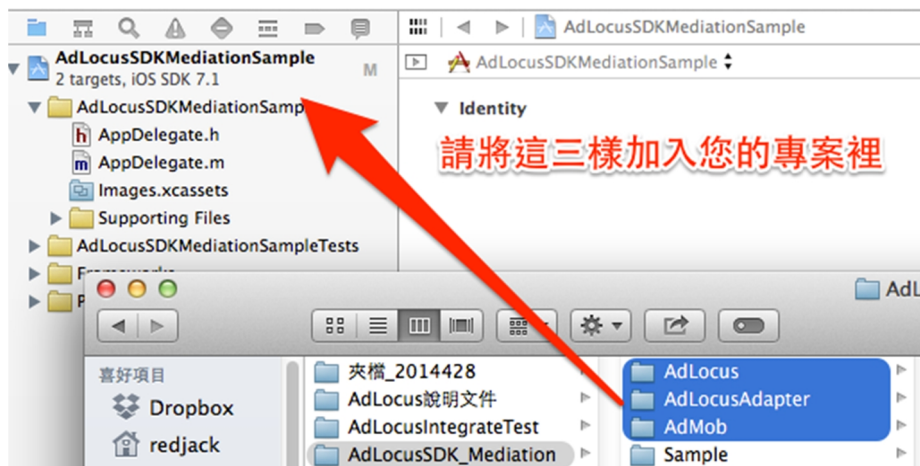 AdLocusSDKMediationSample
AdLocusSDKMediationSample
2 targets, iOS SDK 7.1
M
AdLocusSDKMediationSample
AdLocusSDKMediationSamp
Identity
AppDelegate.h
請將這三樣加入您的專案裡
AppDelegate.m
Images.xcassets
Supporting Files
AdLocusSDKMediationSampleTests
AdL
喜好項目
Dropbox
redjack
夾檔_2014428
AdLocus說明文件
AdLocusIntegrateTest
AdLocusSDK_Mediation
AdLocus
AdLocusAdapter
AdMob
Sample